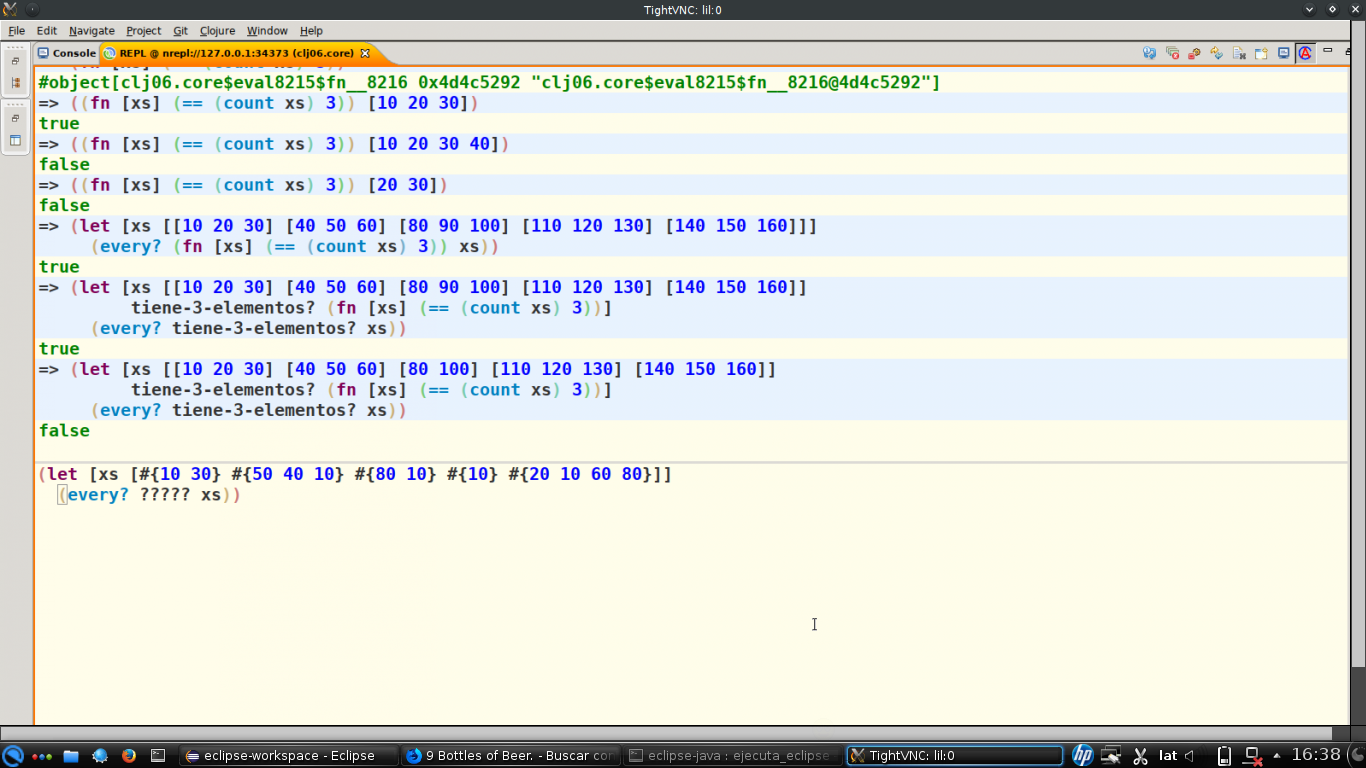 TightVNC: lil:0
File Edit Navigate Project Git Clojure Window Help
Console REPL @ nrepl://127.0.0.1:34373 (clj06.core)
#object[clj06.core$eval8215$fn__8216 0x4d4c5292 "clj06.core$eval8215$fn__8216@4d4c5292"]
=> ((fn [xs] (== (count xs) 3)) [10 20 30])
true
=> ((fn [xs] (== (count xs) 3)) [10 20 30 40])
false
=> ((fn [xs] (== (count xs) 3)) [20 30])
false
=> (let [xs [[10 20 30] [40 50 60] [80 90 100] [110 120 130] [140 150 160]]]
     (every? (fn [xs] (== (count xs) 3)) xs))
true
=> (let [xs [[10 20 30] [40 50 60] [80 90 100] [110 120 130] [140 150 160]]
         tiene-3-elementos? (fn [xs] (== (count xs) 3))]
     (every? tiene-3-elementos? xs))
true
=> (let [xs [[10 20 30] [40 50 60] [80 100] [110 120 130] [140 150 160]]
         tiene-3-elementos? (fn [xs] (== (count xs) 3))]
     (every? tiene-3-elementos? xs))
false
(let [xs [#{10 30} #{50 40 10} #{80 10} #{10} #{20 10 60 80}]]
  (every? ????? xs))
eclipse-workspace - Eclipse 9 Bottles of Beer. - Buscar con eclipse-java : ejecuta_eclipse TightVNC: lil:0 hp lat 16:38